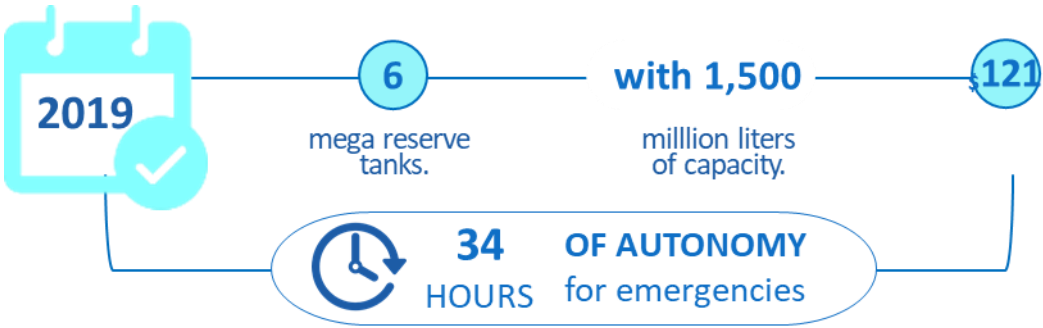 2019
6
mega reserve
tanks.
with 1,500
milllion liters
of capacity.
$121
34
HOURS
OF AUTONOMY
for emergencies